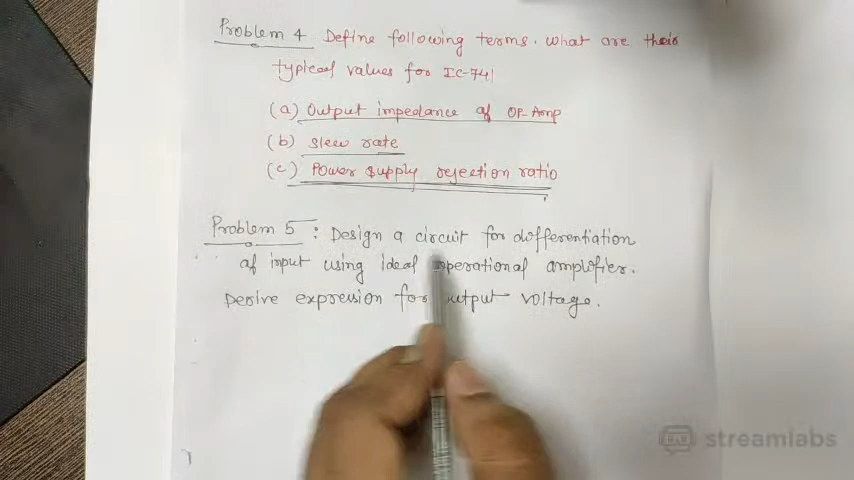 Problem 4 Define following terms. what are their
typical values for IC-741
(a) Output impedance of OP-Amp
(b) Slew rate
(c) Power supply rejection ratio
Problem 5 : Design a circuit for differentiation
of input using ideal operational amplifier.
Derive expression for output voltage.
streamlabs